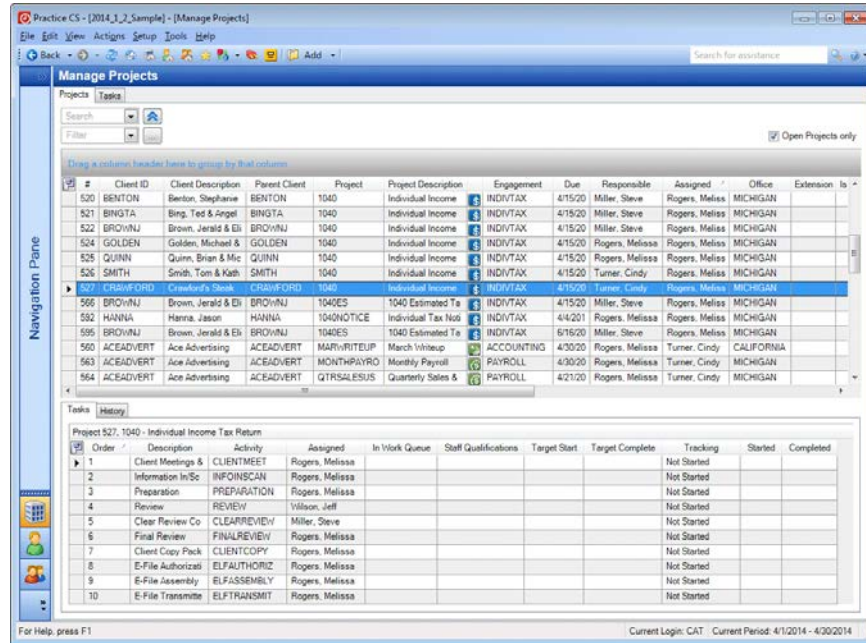 Practice CS - [2014_1_2_Sample] - [Manage Projects]
File Edit View Actions Setup Tools Help
Back Add Search for assistance
Manage Projects
Projects Tasks
Search
Filter Open Projects only
Drag a column header here to group by that column
# Client ID Client Description Parent Client Project Project Description Engagement Due Responsible Assigned Office Extension Is
520 BENTON Benton, Stephanie BENTON 1040 Individual Income INDIVTAX 4/15/20 Miller, Steve Rogers, Meliss MICHIGAN
521 BINGTA Bing, Ted & Angel BINGTA 1040 Individual Income INDIVTAX 4/15/20 Miller, Steve Rogers, Meliss MICHIGAN
522 BROWNJ Brown, Jerald & Eli BROWNJ 1040 Individual Income INDIVTAX 4/15/20 Miller, Steve Rogers, Meliss MICHIGAN
524 GOLDEN Golden, Michael & GOLDEN 1040 Individual Income INDIVTAX 4/15/20 Rogers, Melissa Rogers, Meliss MICHIGAN
525 QUINN Quinn, Brian & Mic QUINN 1040 Individual Income INDIVTAX 4/15/20 Rogers, Melissa Rogers, Meliss MICHIGAN
526 SMITH Smith, Tom & Kath SMITH 1040 Individual Income INDIVTAX 4/15/20 Turner, Cindy Rogers, Meliss MICHIGAN
527 CRAWFORD Crawford's Steak CRAWFORD 1040 Individual Income INDIVTAX 4/15/20 Turner, Cindy Rogers, Meliss MICHIGAN
566 BROWNJ Brown, Jerald & Eli BROWNJ 1040ES 1040 Estimated Ta INDIVTAX 4/15/20 Miller, Steve Rogers, Meliss MICHIGAN
592 HANNA Hanna, Jason HANNA 1040NOTICE Individual Tax Noti INDIVTAX 4/4/201 Rogers, Melissa Rogers, Meliss MICHIGAN
595 BROWNJ Brown, Jerald & Eli BROWNJ 1040ES 1040 Estimated Ta INDIVTAX 6/16/20 Miller, Steve Rogers, Meliss MICHIGAN
560 ACEADVERT Ace Advertising ACEADVERT MARWRITEUP March Writeup ACCOUNTING 4/30/20 Rogers, Melissa Turner, Cindy CALIFORNIA
563 ACEADVERT Ace Advertising ACEADVERT MONTHPAYRO Monthly Payroll PAYROLL 4/30/20 Rogers, Melissa Turner, Cindy MICHIGAN
564 ACEADVERT Ace Advertising ACEADVERT QTRSALESUS Quarterly Sales & PAYROLL 4/21/20 Rogers, Melissa Turner, Cindy MICHIGAN
Navigation Pane
Tasks History
Project 527, 1040 - Individual Income Tax Return
Order Description Activity Assigned In Work Queue Staff Qualifications Target Start Target Complete Tracking Started Completed
1 Client Meetings & CLIENTMEET Rogers, Melissa Not Started
2 Information In/Sc INFOINSCAN Rogers, Melissa Not Started
3 Preparation PREPARATION Rogers, Melissa Not Started
4 Review REVIEW Wilson, Jeff Not Started
5 Clear Review Co CLEARREVIEW Miller, Steve Not Started
6 Final Review FINALREVIEW Rogers, Melissa Not Started
7 Client Copy Pack CLIENTCOPY Rogers, Melissa Not Started
8 E-File Authorizati ELFAUTHORIZ Rogers, Melissa Not Started
9 E-File Assembly ELFASSEMBLY Rogers, Melissa Not Started
10 E-File Transmitte ELFTRANSMIT Rogers, Melissa Not Started
For Help, press F1 Current Login: CAT Current Period: 4/1/2014 - 4/30/2014